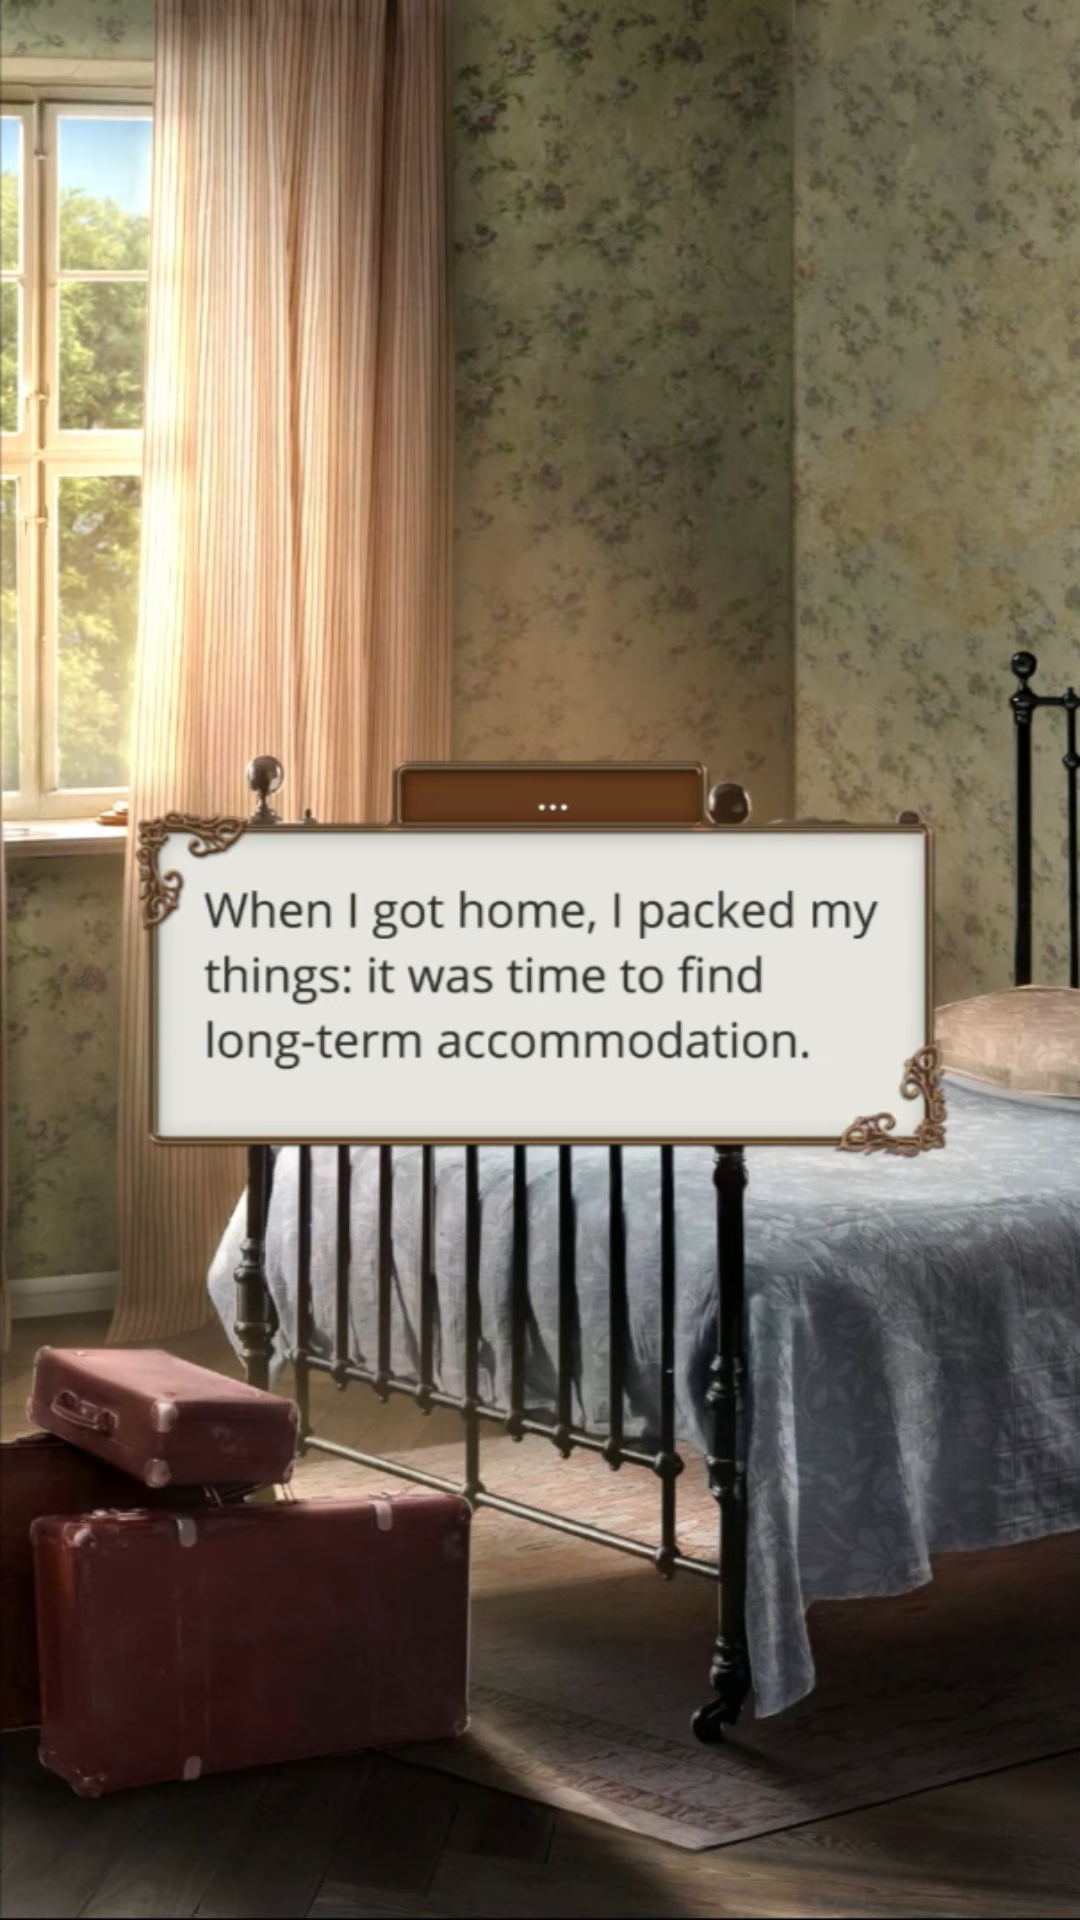 ...
When I got home, I packed my
things: it was time to find
long-term accommodation.